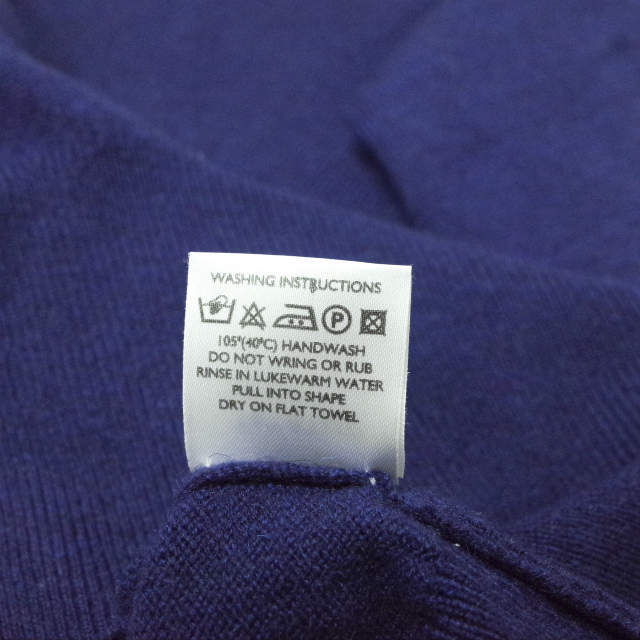 WASHING INSTRUCTIONS
P
105°(40°C) HANDWASH
DO NOT WRING OR RUB
RINSE IN LUKEWARM WATER
PULL INTO SHAPE
DRY ON FLAT TOWEL